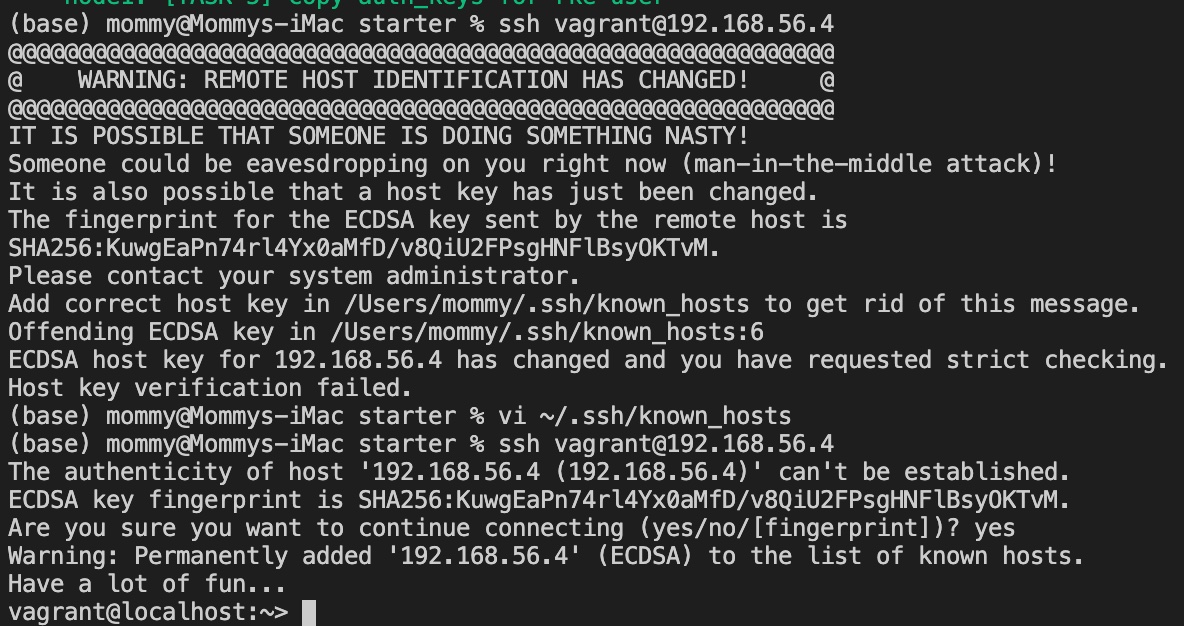 node1: [TASK 5] copy auth_keys for rke user
(base) mommy@Mommys-iMac starter % ssh vagrant@192.168.56.4
@@@@@@@@@@@@@@@@@@@@@@@@@@@@@@@@@@@@@@@@@@@@@@@@@@@@@@@@@@@
@    WARNING: REMOTE HOST IDENTIFICATION HAS CHANGED!     @
@@@@@@@@@@@@@@@@@@@@@@@@@@@@@@@@@@@@@@@@@@@@@@@@@@@@@@@@@@@
IT IS POSSIBLE THAT SOMEONE IS DOING SOMETHING NASTY!
Someone could be eavesdropping on you right now (man-in-the-middle attack)!
It is also possible that a host key has just been changed.
The fingerprint for the ECDSA key sent by the remote host is
SHA256:KuwgEaPn74rl4Yx0aMfD/v8QiU2FPsgHNFlBsyOKTvM.
Please contact your system administrator.
Add correct host key in /Users/mommy/.ssh/known_hosts to get rid of this message.
Offending ECDSA key in /Users/mommy/.ssh/known_hosts:6
ECDSA host key for 192.168.56.4 has changed and you have requested strict checking.
Host key verification failed.
(base) mommy@Mommys-iMac starter % vi ~/.ssh/known_hosts
(base) mommy@Mommys-iMac starter % ssh vagrant@192.168.56.4
The authenticity of host '192.168.56.4 (192.168.56.4)' can't be established.
ECDSA key fingerprint is SHA256:KuwgEaPn74rl4Yx0aMfD/v8QiU2FPsgHNFlBsyOKTvM.
Are you sure you want to continue connecting (yes/no/[fingerprint])? yes
Warning: Permanently added '192.168.56.4' (ECDSA) to the list of known hosts.
Have a lot of fun...
vagrant@localhost:~>